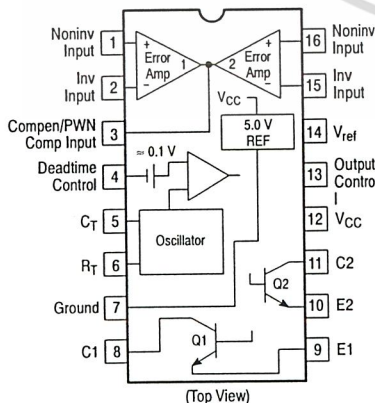 Noninv
Input
1
+
Error
Amp
1
−
Inv
Input
2
2
+
Error
Amp
−
16
Noninv
Input
15
Inv
Input
Compen/PWN
Comp Input
3
VCC
5.0 V
REF
14
Vref
≈ 0.1 V
Deadtime
Control
4
13
Output
Control
I
12
VCC
CT
5
Oscillator
RT
6
11
C2
Q2
Ground
7
10
E2
C1
8
Q1
9
E1
(Top View)